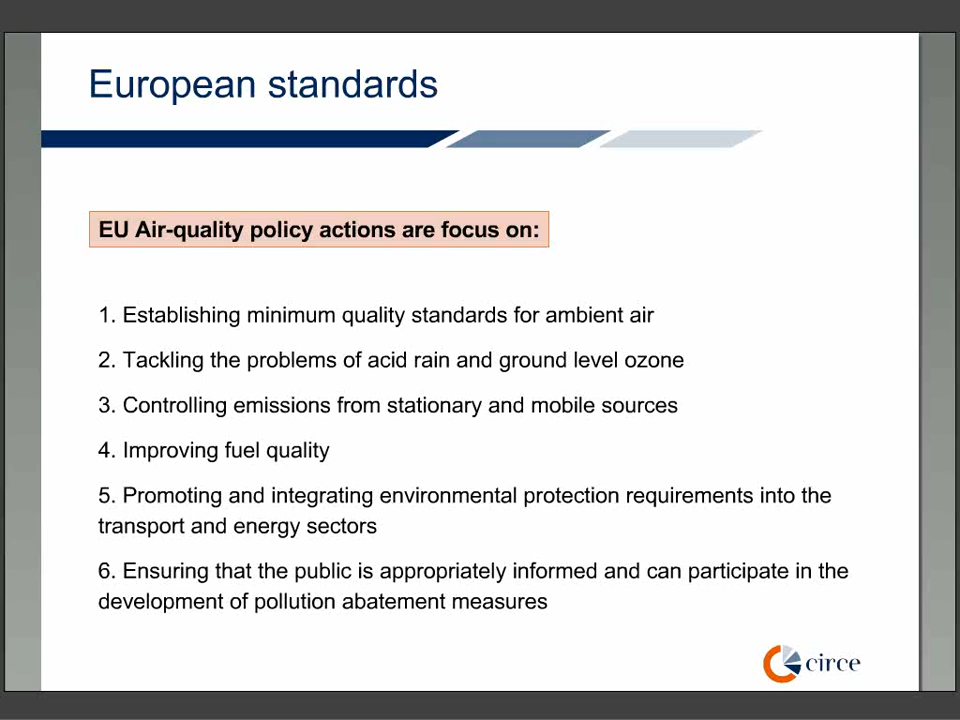 European standards
EU Air-quality policy actions are focus on:
1. Establishing minimum quality standards for ambient air
2. Tackling the problems of acid rain and ground level ozone
3. Controlling emissions from stationary and mobile sources
4. Improving fuel quality
5. Promoting and integrating environmental protection requirements into the
transport and energy sectors
6. Ensuring that the public is appropriately informed and can participate in the
development of pollution abatement measures
circe